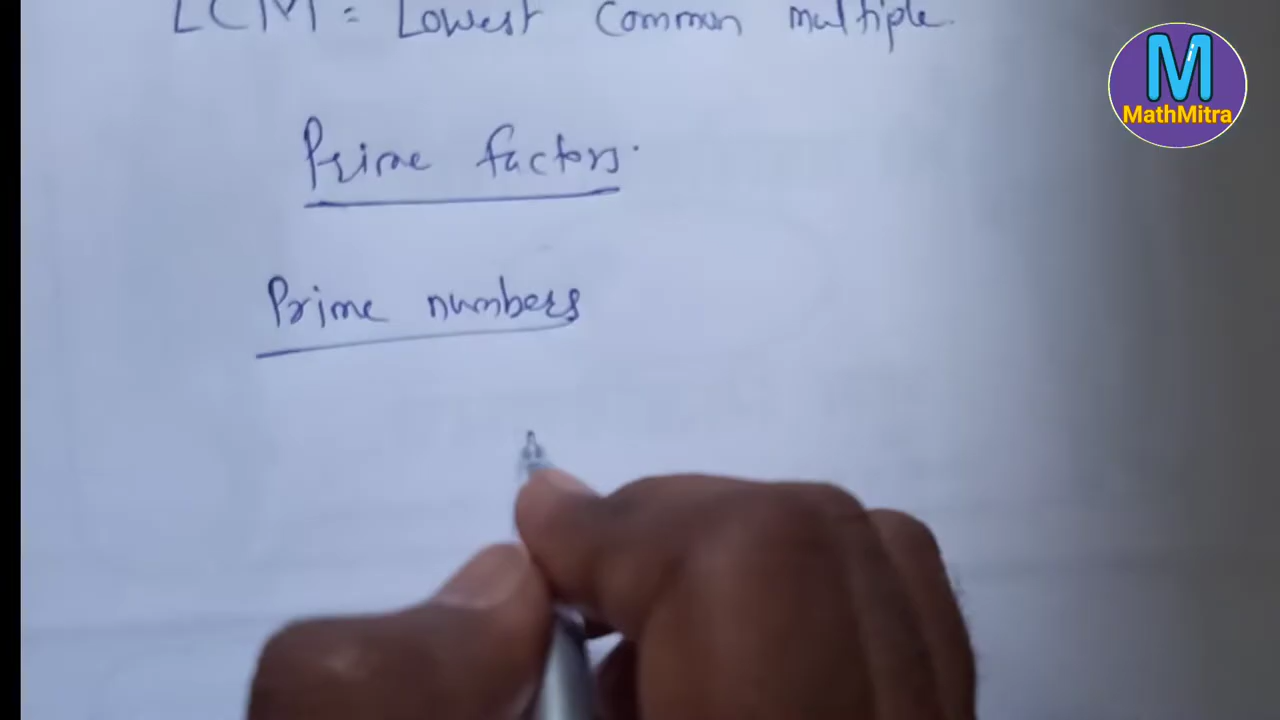 LCM = Lowest Common multiple
M
MathMitra
Prime factors.
Prime numbers